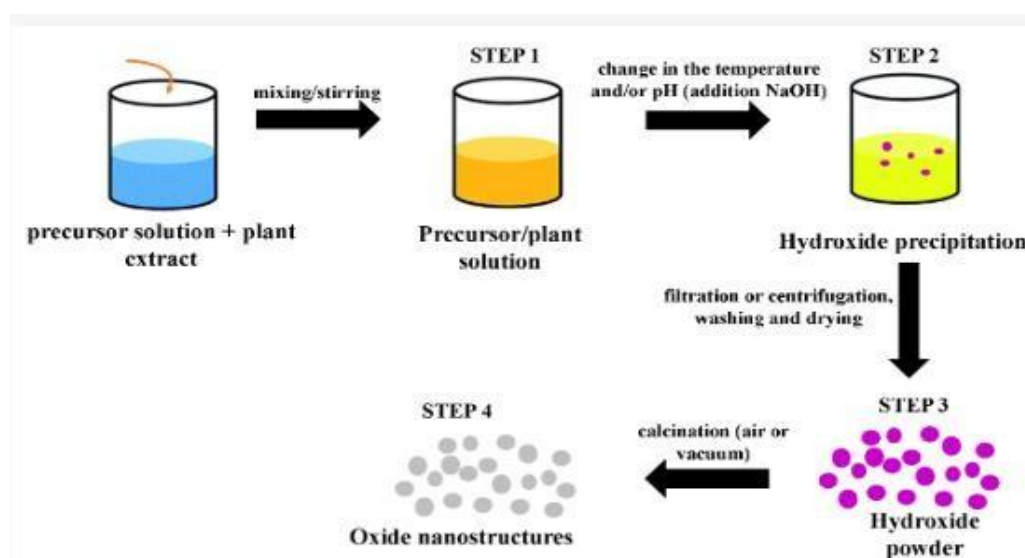 mixing/stirring
precursor solution + plant
extract
STEP 1
Precursor/plant
solution
change in the temperature
and/or pH (addition NaOH)
STEP 2
Hydroxide precipitation
filtration or centrifugation,
washing and drying
STEP 3
Hydroxide
powder
calcination (air or
vacuum)
STEP 4
Oxide nanostructures